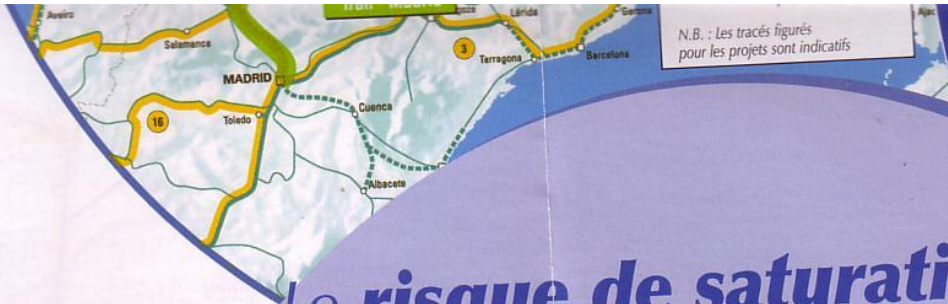 Aveiro
Lérida
Gerona
Salamanca
3
Tarragona
Barcelona
N.B. : Les tracés figurés
pour les projets sont indicatifs
MADRID
16
Toledo
Cuenca
Albacete
risque de saturati